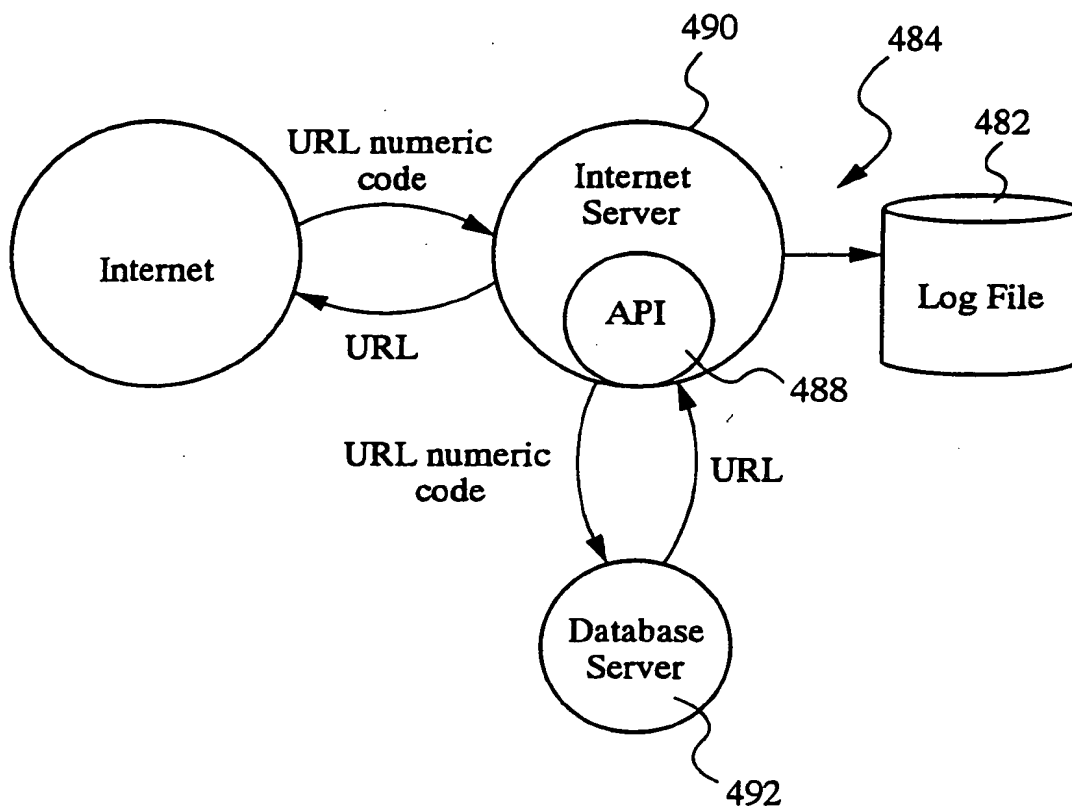 490
484
482
URL numeric
code
Internet
Server
Internet
API
Log File
URL
488
URL numeric
code
URL
Database
Server
492